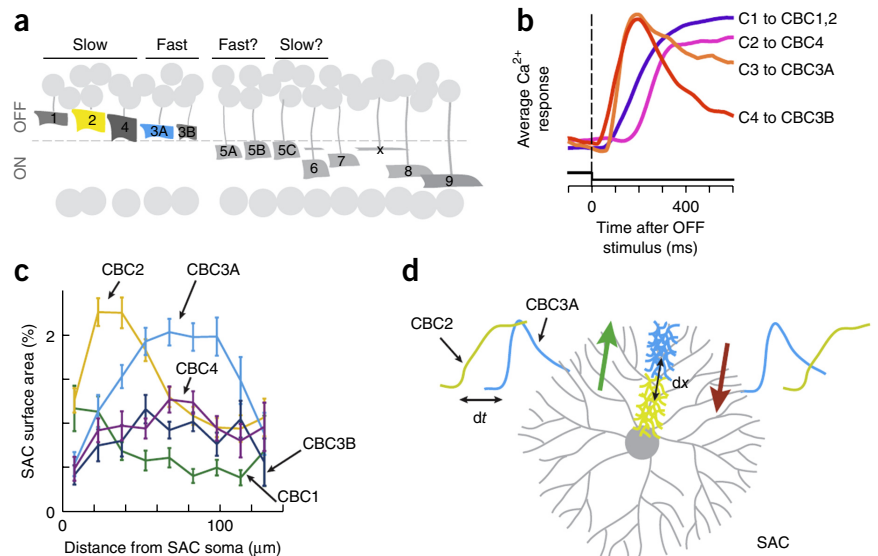 a
Slow Fast Fast? Slow?
OFF
ON
1 2 4 3A 3B
5A 5B 5C 6 7 x 8 9
b
Average Ca2+
response
C1 to CBC1,2
C2 to CBC4
C3 to CBC3A
C4 to CBC3B
0 400
Time after OFF
stimulus (ms)
c
SAC surface area (%)
2
0
CBC2
CBC3A
CBC4
CBC3B
CBC1
0 100
Distance from SAC soma (μm)
d
CBC2
CBC3A
dt
dx
SAC